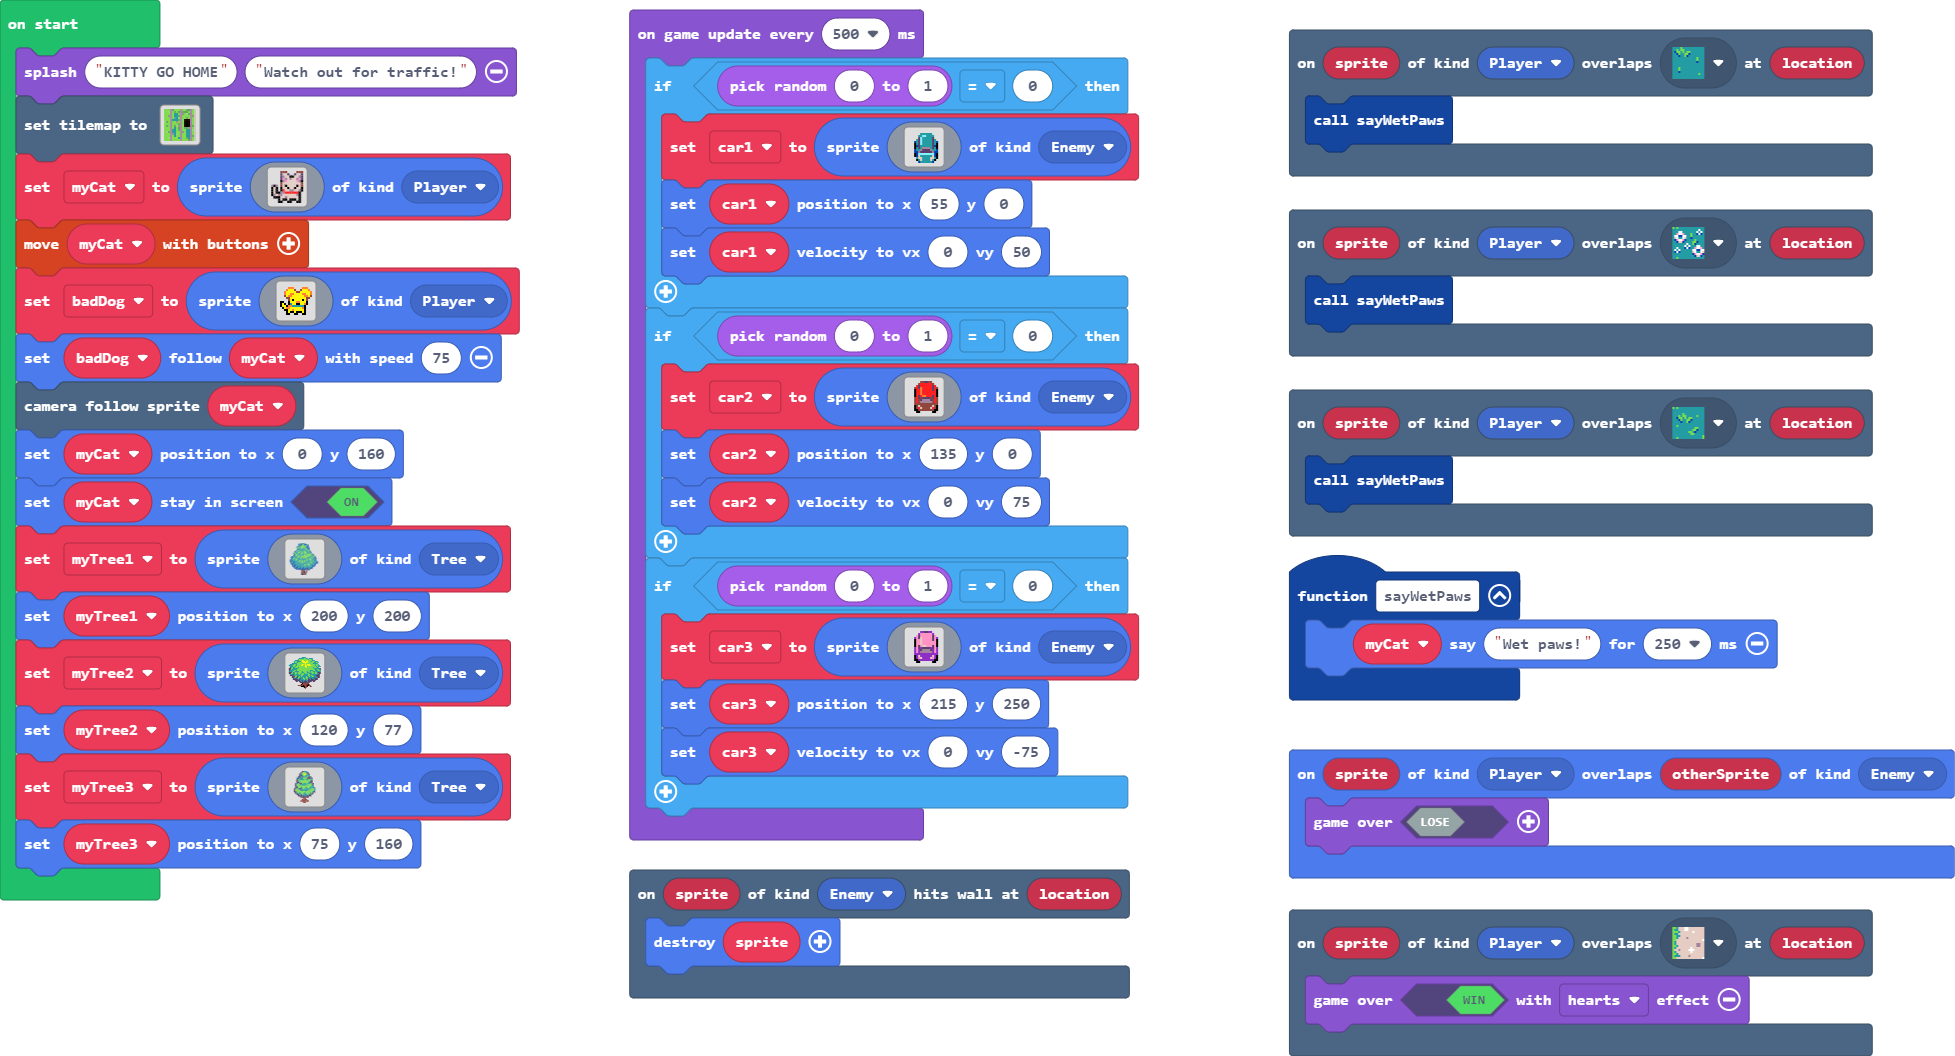 on start
splash "KITTY GO HOME" "Watch out for traffic!"
set tilemap to
set myCat to sprite of kind Player
move myCat with buttons
set badDog to sprite of kind Player
set badDog follow myCat with speed 75
camera follow sprite myCat
set myCat position to x 0 y 160
set myCat stay in screen ON
set myTree1 to sprite of kind Tree
set myTree1 position to x 200 y 200
set myTree2 to sprite of kind Tree
set myTree2 position to x 120 y 77
set myTree3 to sprite of kind Tree
set myTree3 position to x 75 y 160
on game update every 500 ms
if pick random 0 to 1 = 0 then
set car1 to sprite of kind Enemy
set car1 position to x 55 y 0
set car1 velocity to vx 0 vy 50
if pick random 0 to 1 = 0 then
set car2 to sprite of kind Enemy
set car2 position to x 135 y 0
set car2 velocity to vx 0 vy 75
if pick random 0 to 1 = 0 then
set car3 to sprite of kind Enemy
set car3 position to x 215 y 250
set car3 velocity to vx 0 vy -75
on sprite of kind Enemy hits wall at location
destroy sprite
on sprite of kind Player overlaps at location
call sayWetPaws
on sprite of kind Player overlaps at location
call sayWetPaws
on sprite of kind Player overlaps at location
call sayWetPaws
function sayWetPaws
myCat say "Wet paws!" for 250 ms
on sprite of kind Player overlaps otherSprite of kind Enemy
game over LOSE
on sprite of kind Player overlaps at location
game over WIN with hearts effect